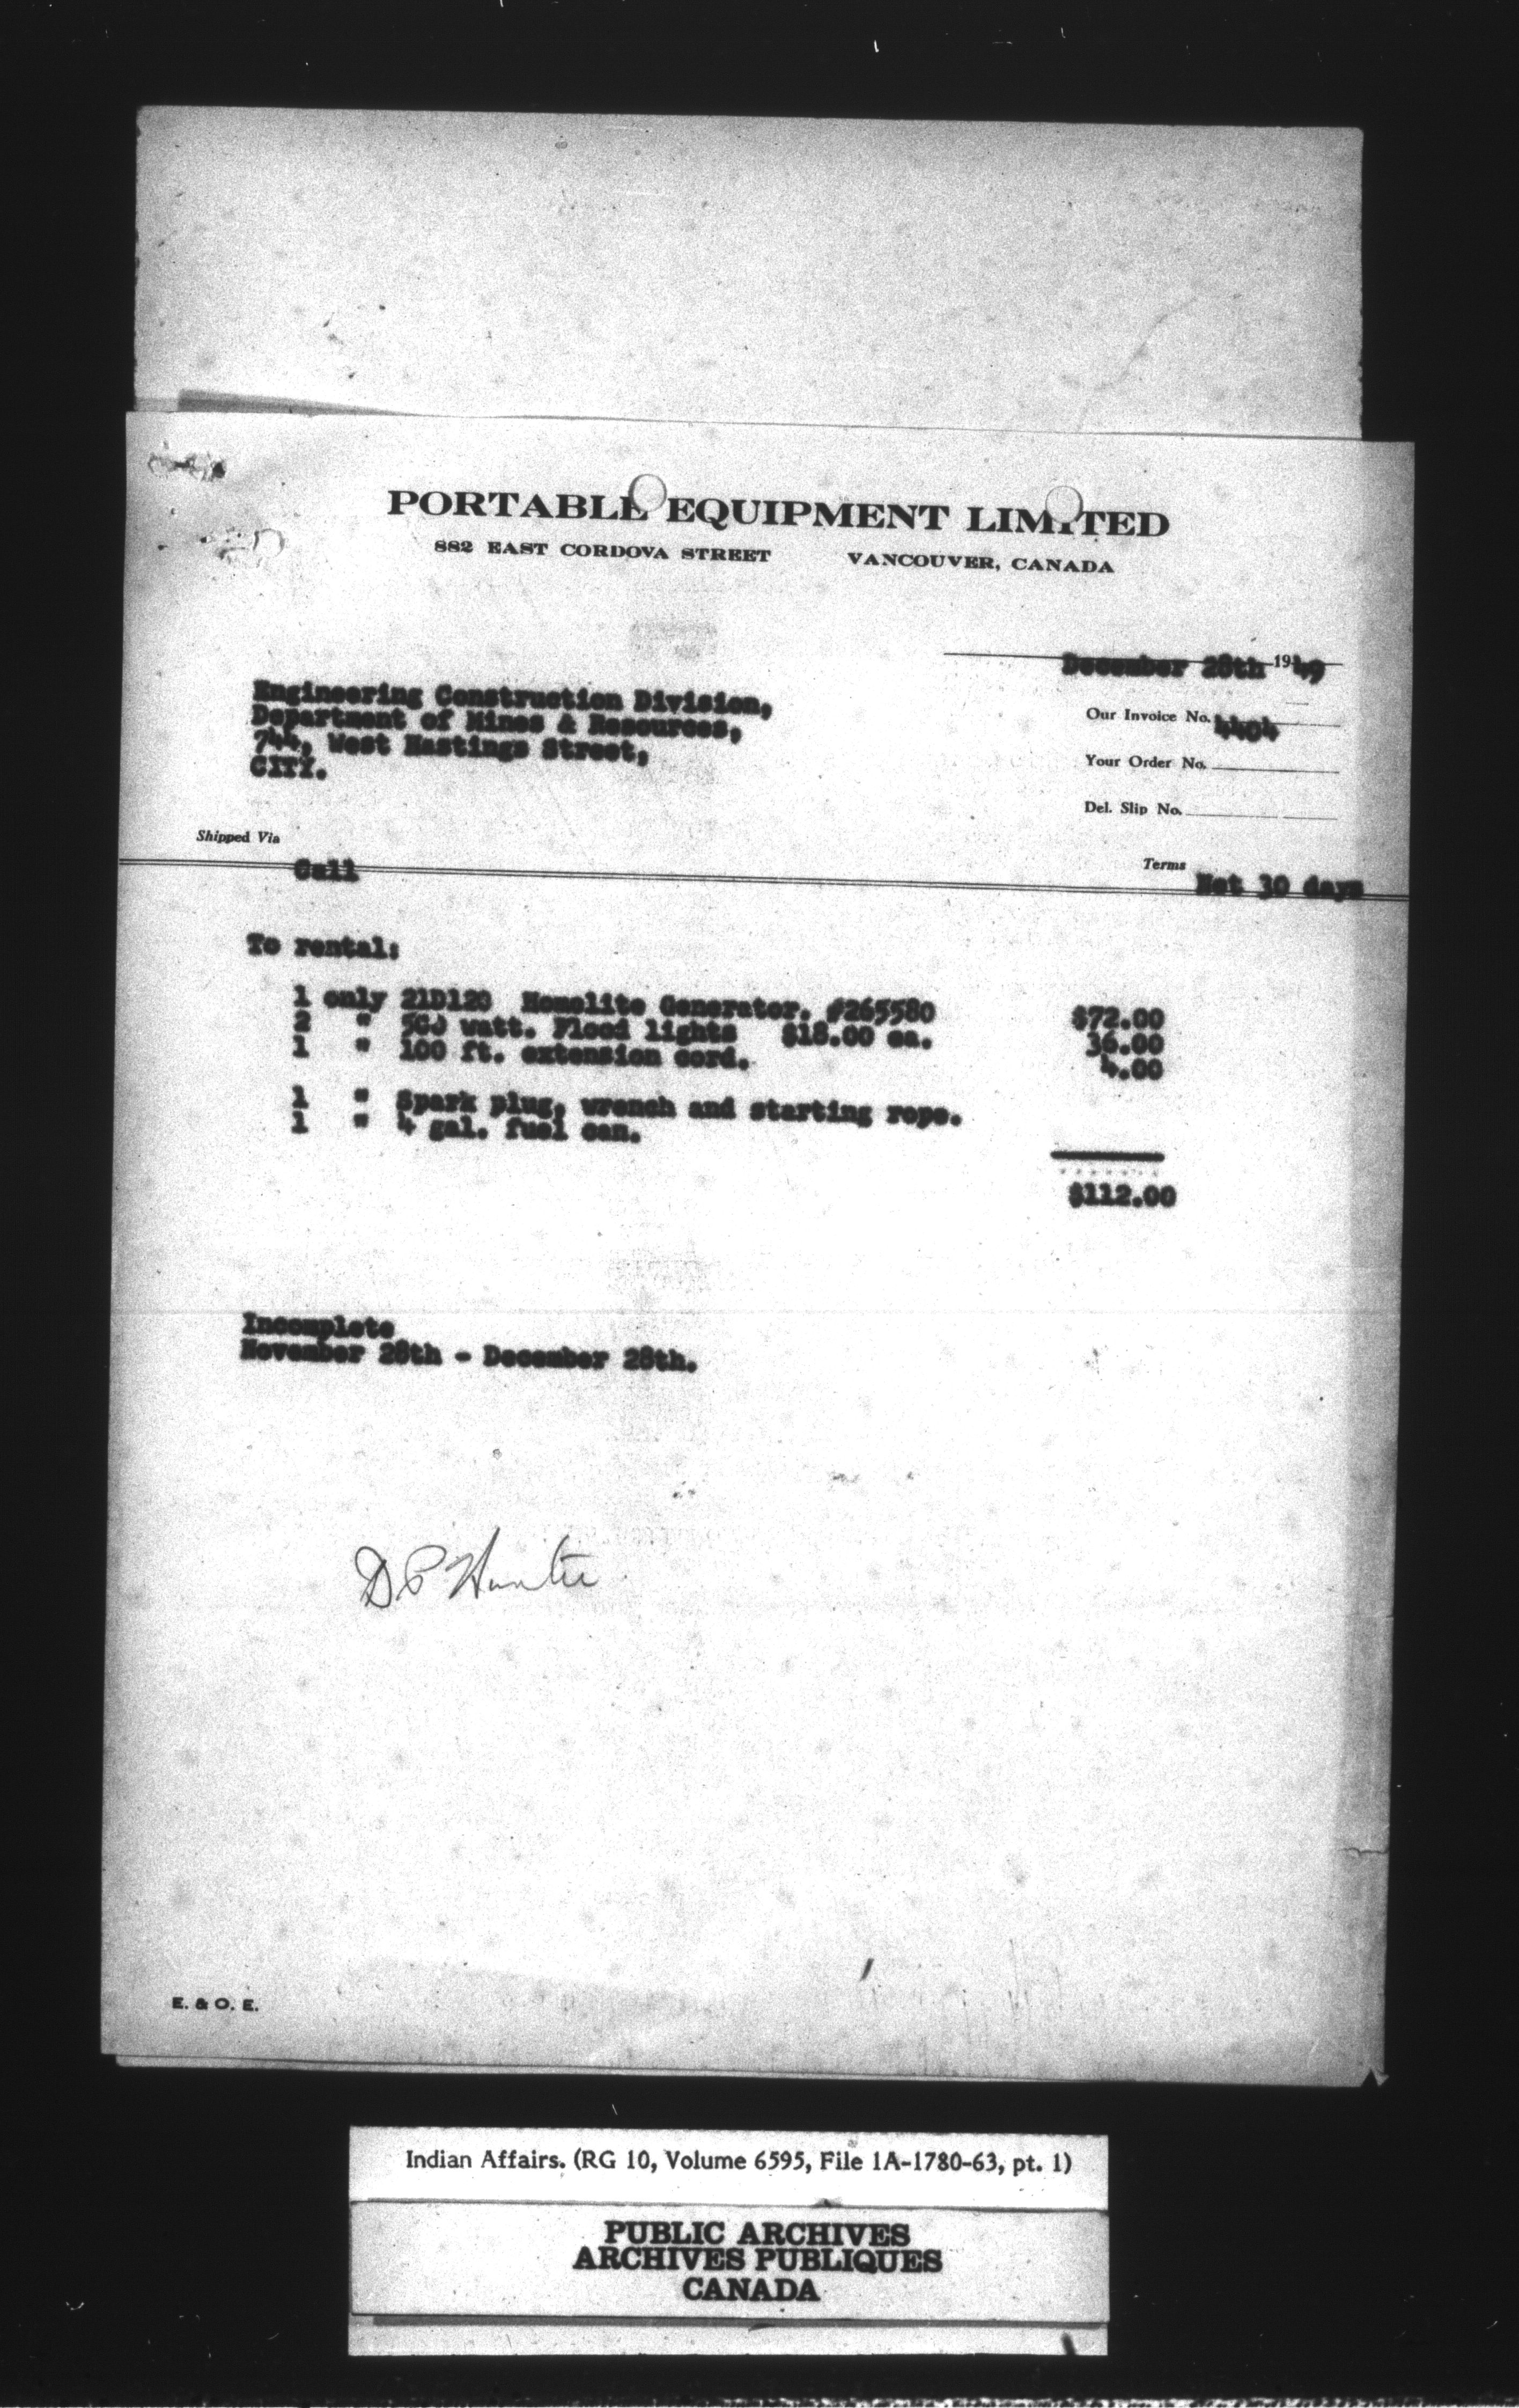 PORTABLE EQUIPMENT LIMITED
882 EAST CORDOVA STREET VANCOUVER, CANADA
December 28th 1949
Engineering Construction Division,
Department of Mines & Resources,
744, West Hastings Street,
CITY.
Our Invoice No. 4404
Your Order No.
Del. Slip No.
Shipped Via Call
Terms Net 30 days
To rental:
1 only 21D120 Homelite Generator. #265580 $72.00
2 " 500 watt. Flood lights $18.00 ea. 36.00
1 " 100 ft. extension cord. 4.00
1 " Spark plug, wrench and starting rope.
1 " 4 gal. fuel can.
$112.00
Incomplete
November 28th - December 28th.
D P Hunter
E. & O. E.
Indian Affairs. (RG 10, Volume 6595, File 1A-1780-63, pt. 1)
PUBLIC ARCHIVES
ARCHIVES PUBLIQUES
CANADA